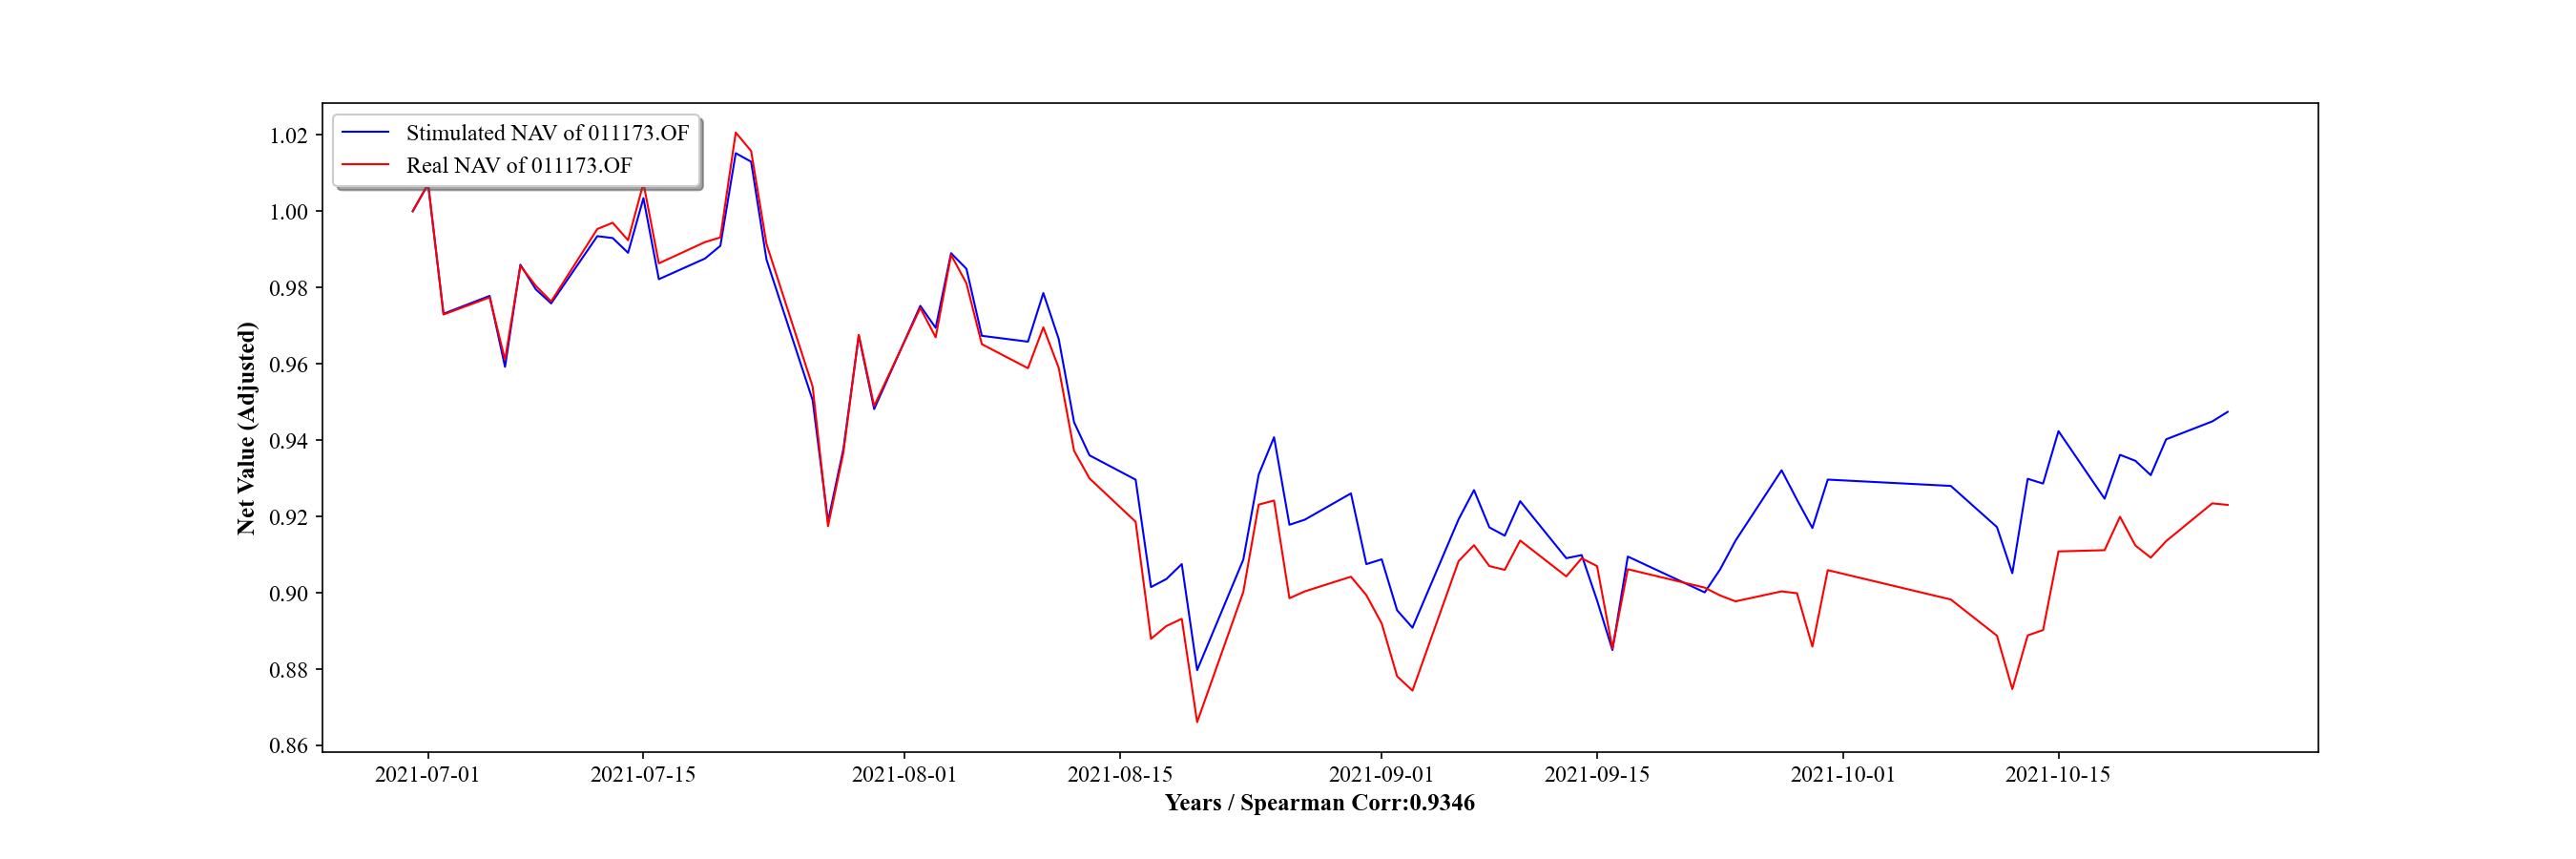 Stimulated NAV of 011173.OF
Real NAV of 011173.OF
Net Value (Adjusted)
1.02
1.00
0.98
0.96
0.94
0.92
0.90
0.88
0.86
2021-07-01 2021-07-15 2021-08-01 2021-08-15 2021-09-01 2021-09-15 2021-10-01 2021-10-15
Years / Spearman Corr:0.9346